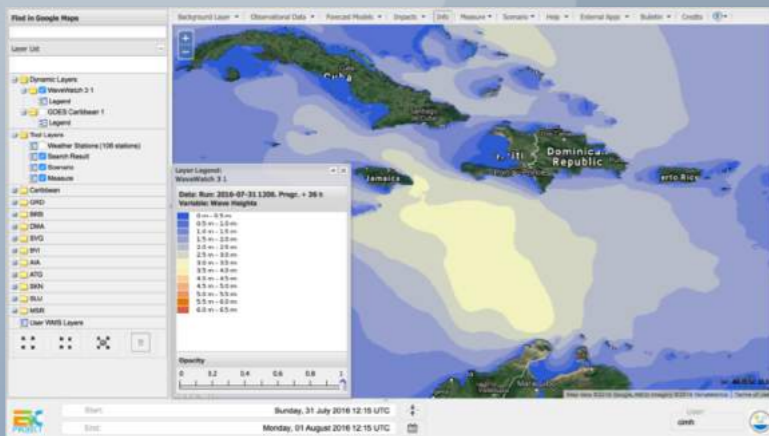 Find in Google Maps
Background Layer Observational Data Forecast Models Impacts Info Measure Scenario Help External Apps Bulletin Credits
Layer List
Dynamic Layers
WaveWatch 3 1
Legend
GOES Caribbean 1
Legend
Tool Layers
Weather Stations (108 stations)
Search Result
Scenario
Measure
Caribbean
GRD
BRB
DMA
SVG
BVI
AIA
ATG
SKN
SLU
MSR
User WMS Layers
Cuba
Dominican
Republic
Jamaica
Layer Legend:
WaveWatch 3 1
Data: Run: 2016-07-31 1200. Progr. + 36 h
Variable: Wave Heights
0 m - 0.5 m
0.5 m - 1.0 m
1.0 m - 1.5 m
1.5 m - 2.0 m
2.0 m - 2.5 m
2.5 m - 3.0 m
3.0 m - 3.5 m
3.5 m - 4.0 m
4.0 m - 4.5 m
4.5 m - 5.0 m
5.0 m - 5.5 m
5.5 m - 6.0 m
6.0 m - 6.5 m
Opacity
0 0.2 0.4 0.6 0.8 1
Start: Sunday, 31 July 2016 12:15 UTC
End: Monday, 01 August 2016 12:15 UTC
User
cimh
PROJECT